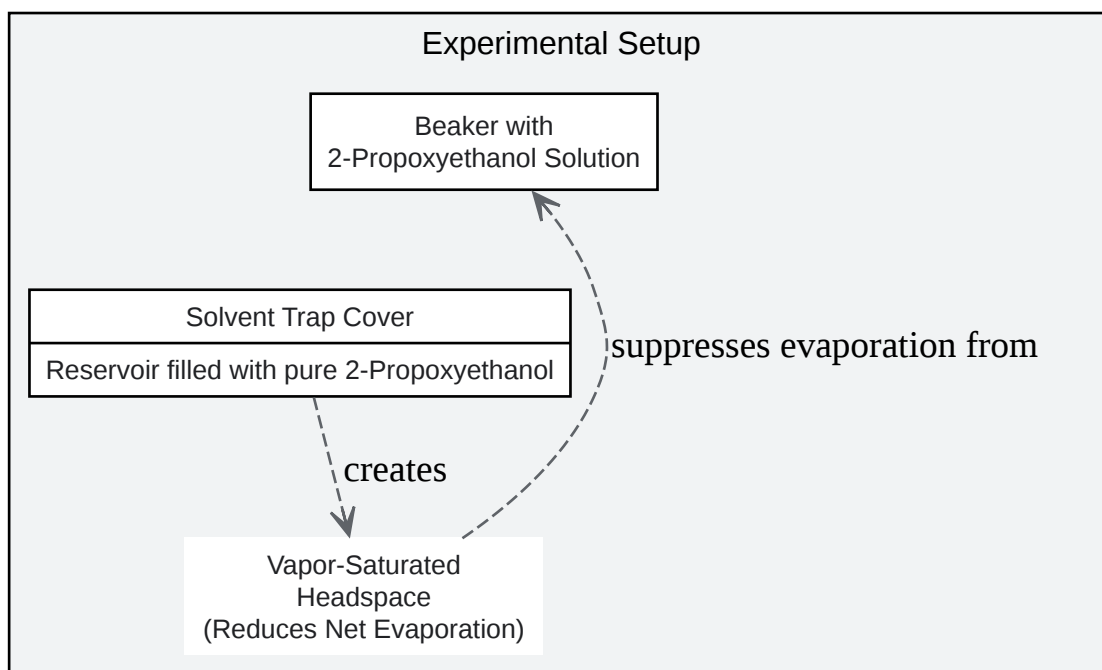 Experimental Setup
Beaker with
2-Propoxyethanol Solution
Solvent Trap Cover
Reservoir filled with pure 2-Propoxyethanol
suppresses evaporation from
creates
Vapor-Saturated
Headspace
(Reduces Net Evaporation)